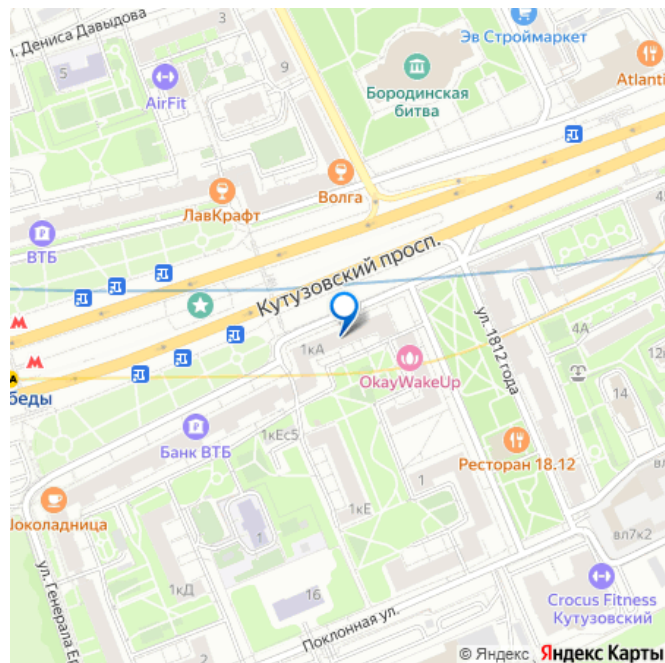 ул. Дениса Давыдова
3
Эв Строймаркет
5
9
AirFit
Бородинская
битва
Atlanti
Волга
ЛавКрафт
ВТБ
Кутузовский просп.
45
ул. 1812 года
4А
1кА
12к
OkayWakeUp
беды
14
Банк ВТБ
1кЕс5
Ресторан 18.12
1
1кЕ
Шоколадница
1
вл7к2
ул. Генерала Ер
1кД
16
Поклонная ул.
Crocus Fitness
Кутузовский
© Яндекс Яндекс Карты